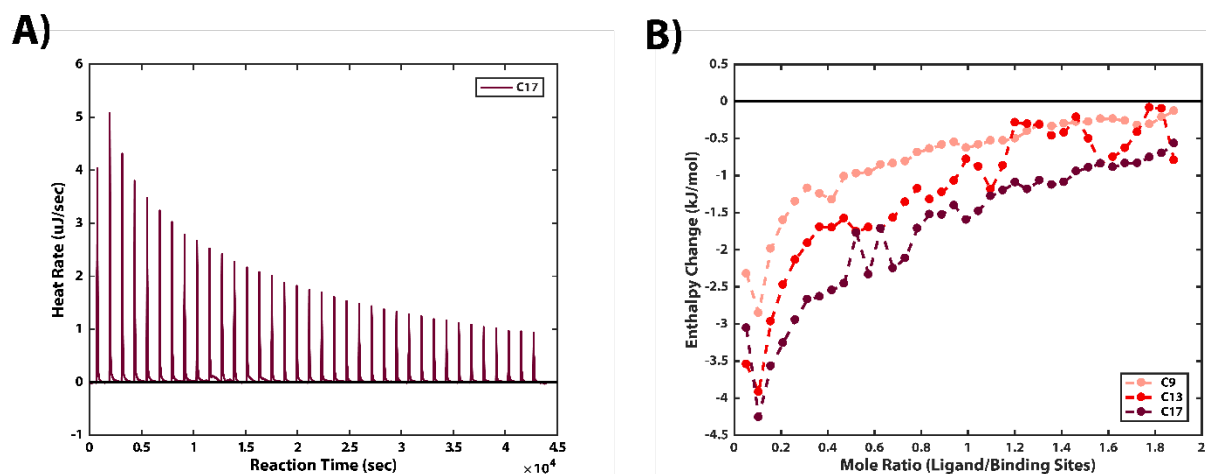 A)
6
5
4
3
2
1
0
-1
Heat Rate (uJ/sec)
C17
0 0.5 1 1.5 2 2.5 3 3.5 4 4.5
Reaction Time (sec)
×10⁴
B)
0.5
0
-0.5
-1
-1.5
-2
-2.5
-3
-3.5
-4
-4.5
Enthalpy Change (kJ/mol)
C9
C13
C17
0 0.2 0.4 0.6 0.8 1 1.2 1.4 1.6 1.8
Mole Ratio (Ligand/Binding Sites)